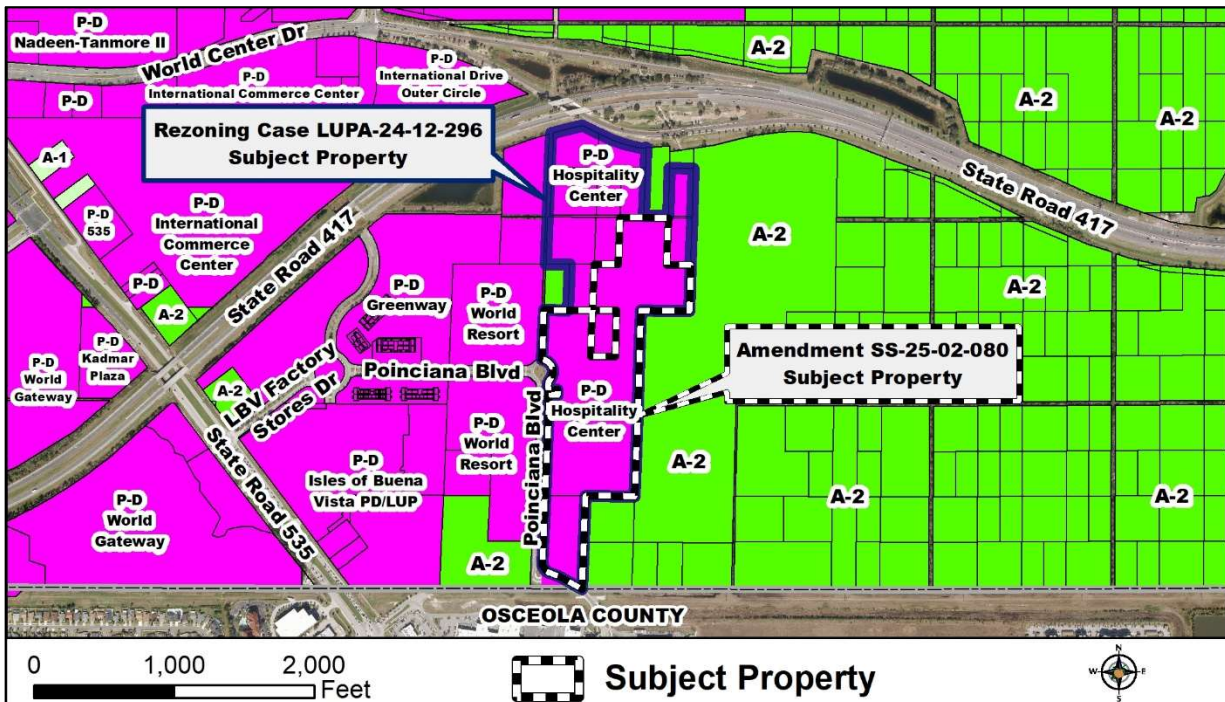 P-D
Nadeen-Tanmore II
World Center Dr
P-D
International Drive
Outer Circle
P-D
International Commerce Center
P-D
A-2
A-2
A-2
Rezoning Case LUPA-24-12-296
Subject Property
A-1
P-D
535
P-D
International
Commerce
Center
State Road 417
P-D
Hospitality
Center
State Road 417
A-2
P-D
A-2
P-D
Greenway
P-D
World
Resort
A-2
P-D
Kadmar
Plaza
P-D
World
Gateway
A-2
LBV Factory
Stores Dr
Poinciana Blvd
Amendment SS-25-02-080
Subject Property
P-D
Hospitality
Center
P-D
World
Resort
Poinciana Blvd
State Road 535
P-D
Isles of Buena
Vista PD/LUP
P-D
World
Gateway
A-2
A-2
A-2
A-2
OSCEOLA COUNTY
0 1,000 2,000
Feet
Subject Property
N
W E
S